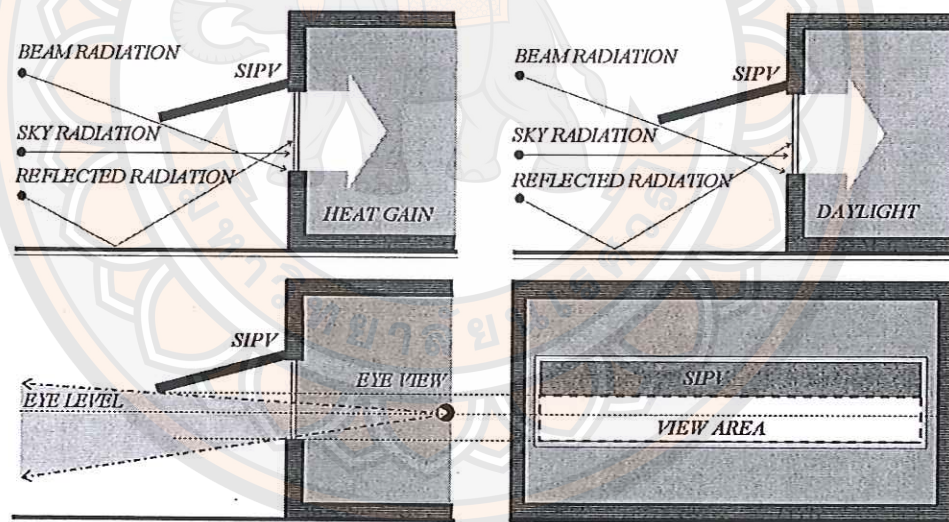 BEAM RADIATION
SIPV
SKY RADIATION
REFLECTED RADIATION
HEAT GAIN
BEAM RADIATION
SIPV
SKY RADIATION
REFLECTED RADIATION
DAYLIGHT
SIPV
EYE VIEW
EYE LEVEL
SIPV
VIEW AREA